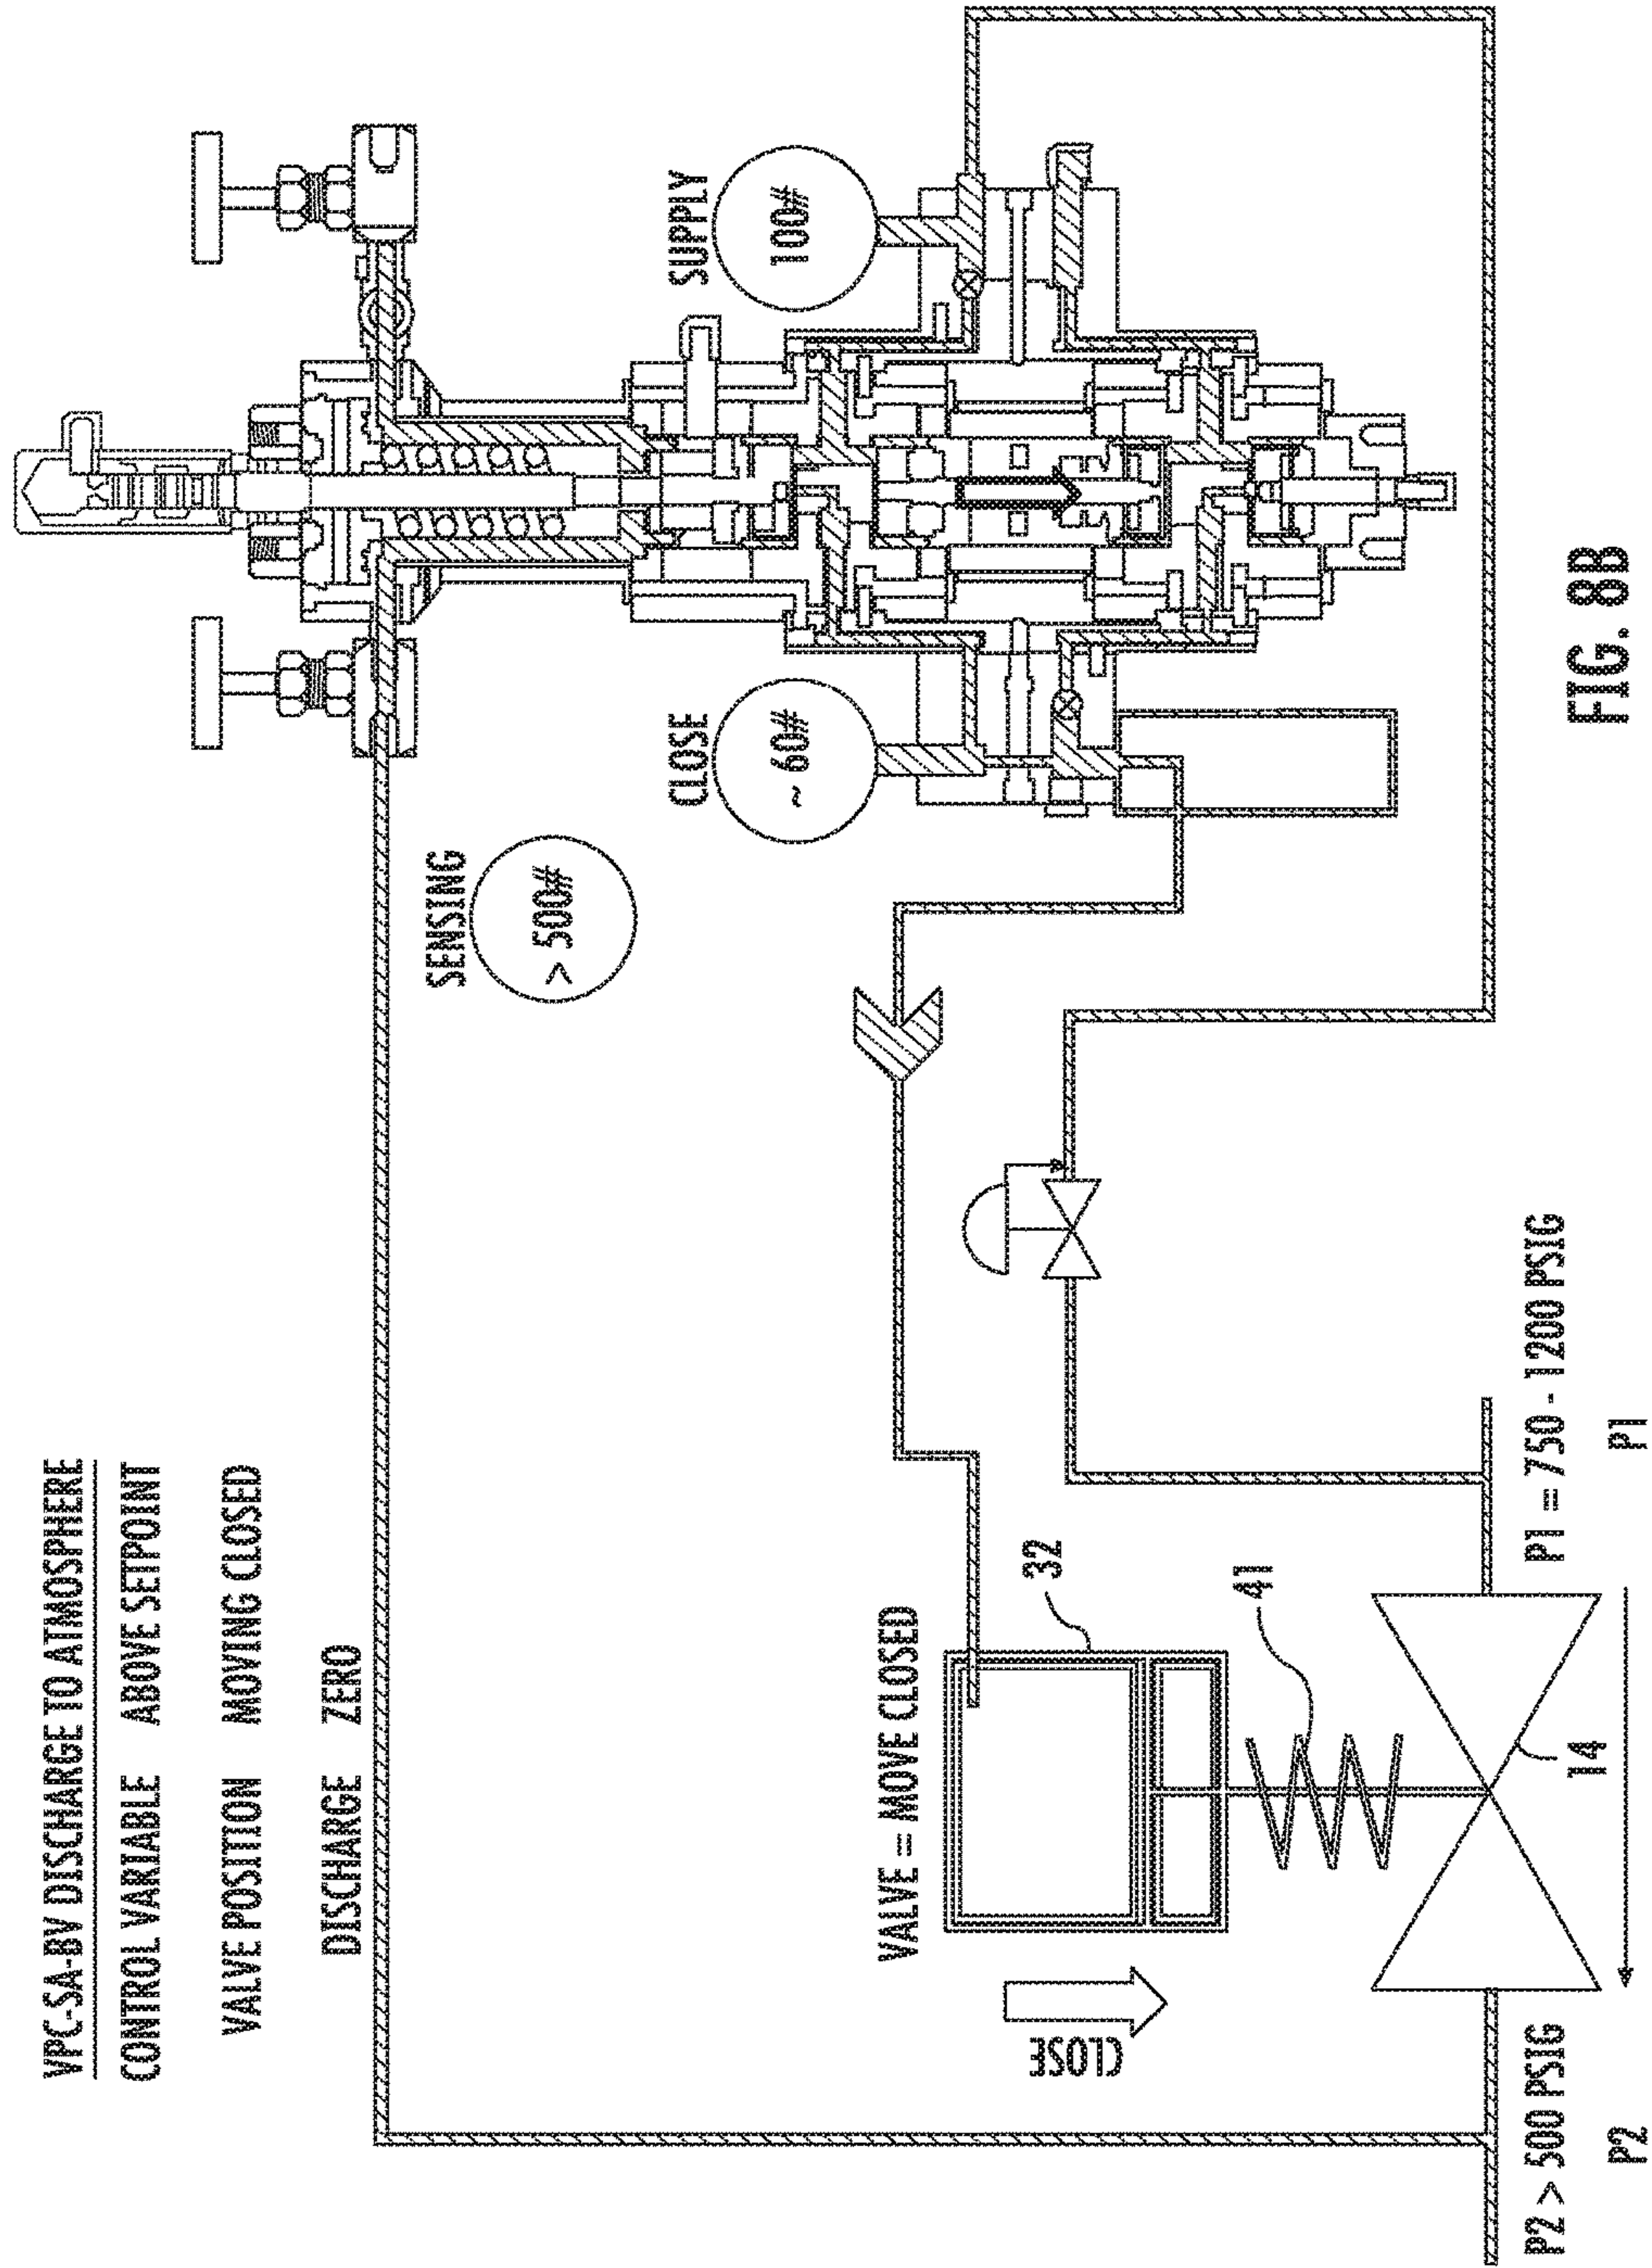 VPC-SA-BV DISCHARGE TO ATMOSPHERE
CONTROL VARIABLE ABOVE SETPOINT
VALVE POSITION MOVING CLOSED
DISCHARGE ZERO
SENSING
> 500#
CLOSE
~ 60#
SUPPLY
100#
VALVE = MOVE CLOSED
CLOSE
32
41
14
P2 > 500 PSIG
P2
P1 = 750 - 1200 PSIG
P1
FIG. 8B